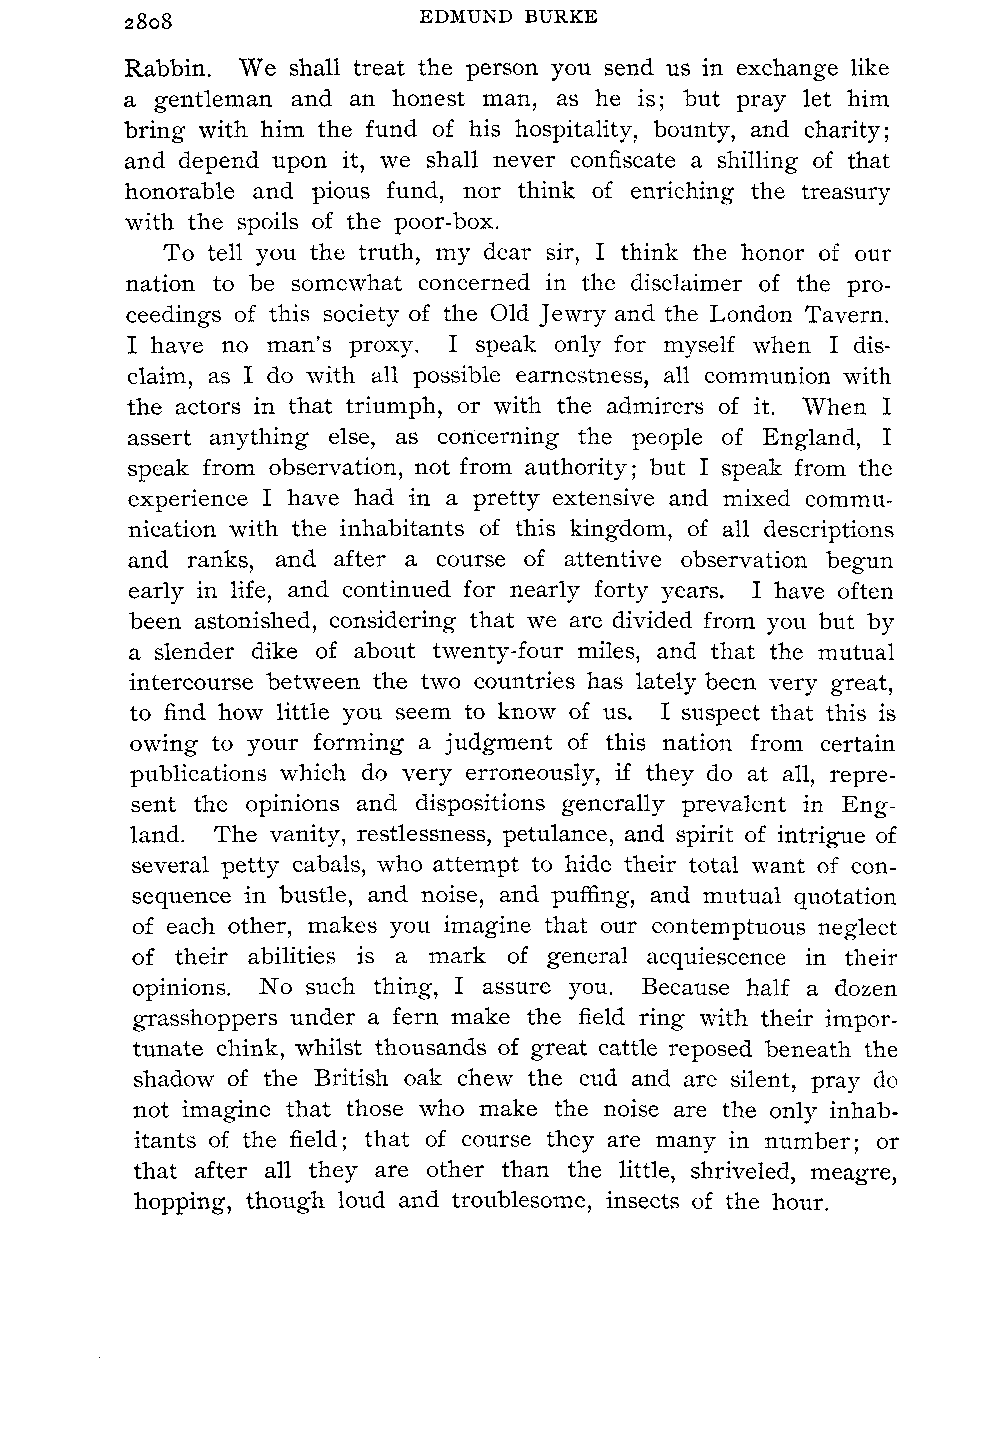 2808
EDMUND BURKE
Rabbin. We shall treat the person you send us in exchange like
a gentleman and an honest man, as he is; but pray let him
bring with him the fund of his hospitality, bounty, and charity;
and depend upon it, we shall never confiscate a shilling of that
honorable and pious fund, nor think of enriching the treasury
with the spoils of the poor-box.
To tell you the truth, my dear sir, I think the honor of our
nation to be somewhat concerned in the disclaimer of the pro-
ceedings of this society of the Old Jewry and the London Tavern.
I have no man's proxy. I speak only for myself when I dis-
claim, as I do with all possible earnestness, all communion with
the actors in that triumph, or with the admirers of it. When I
assert anything else, as concerning the people of England, I
speak from observation, not from authority; but I speak from the
experience I have had in a pretty extensive and mixed commu-
nication with the inhabitants of this kingdom, of all descriptions
and ranks, and after a course of attentive observation begun
early in life, and continued for nearly forty years. I have often
been astonished, considering that we are divided from you but by
a slender dike of about twenty-four miles, and that the mutual
intercourse between the two countries has lately been very great,
to find how little you seem to know of us. I suspect that this is
owing to your forming a judgment of this nation from certain
publications which do very erroneously, if they do at all, repre-
sent the opinions and dispositions generally prevalent in Eng-
land. The vanity, restlessness, petulance, and spirit of intrigue of
several petty cabals, who attempt to hide their total want of con-
sequence in bustle, and noise, and puffing, and mutual quotation
of each other, makes you imagine that our contemptuous neglect
of their abilities is a mark of general acquiescence in their
opinions. No such thing, I assure you. Because half a dozen
grasshoppers under a fern make the field ring with their impor-
tunate chink, whilst thousands of great cattle reposed beneath the
shadow of the British oak chew the cud and are silent, pray do
not imagine that those who make the noise are the only inhab-
itants of the field; that of course they are many in number; or
that after all they are other than the little, shriveled, meagre,
hopping, though loud and troublesome, insects of the hour.